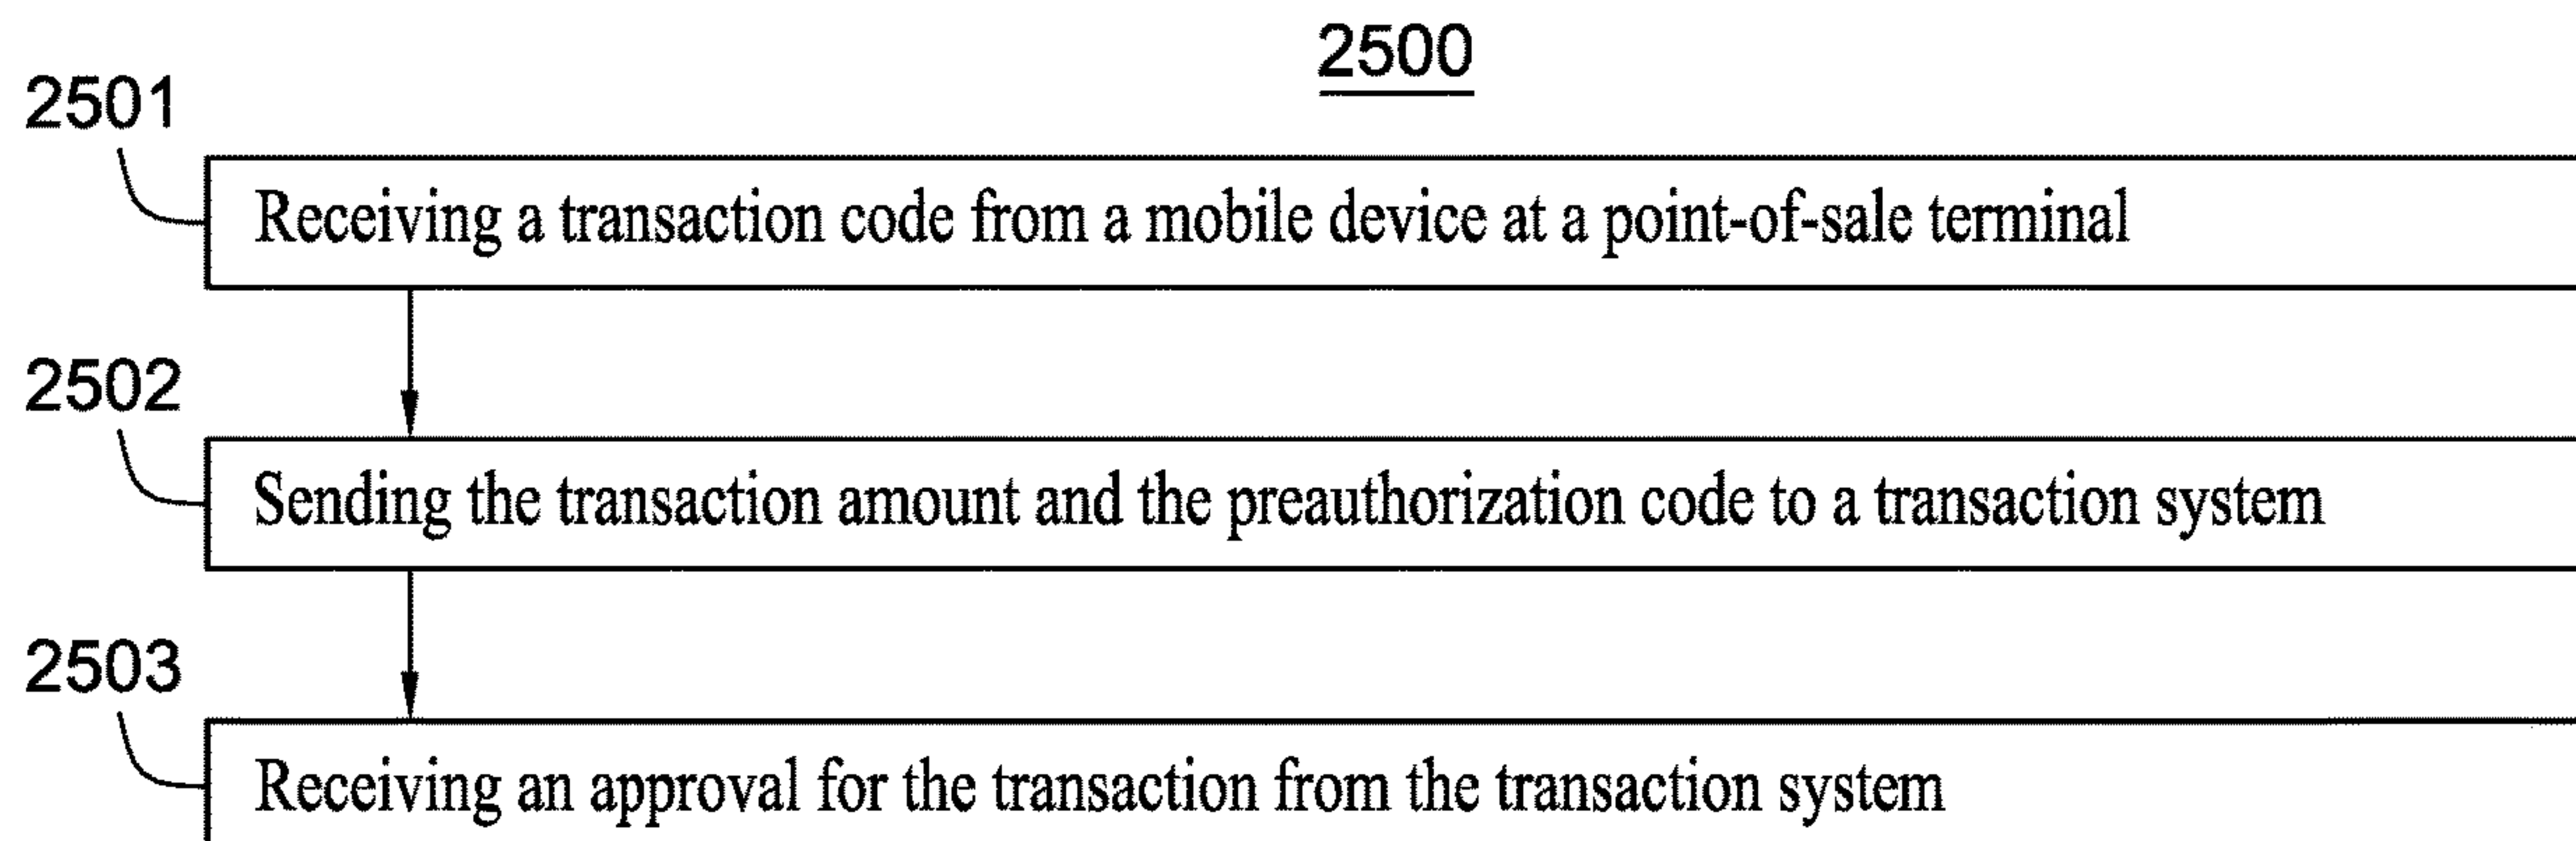 2500
2501
Receiving a transaction code from a mobile device at a point-of-sale terminal
2502
Sending the transaction amount and the preauthorization code to a transaction system
2503
Receiving an approval for the transaction from the transaction system